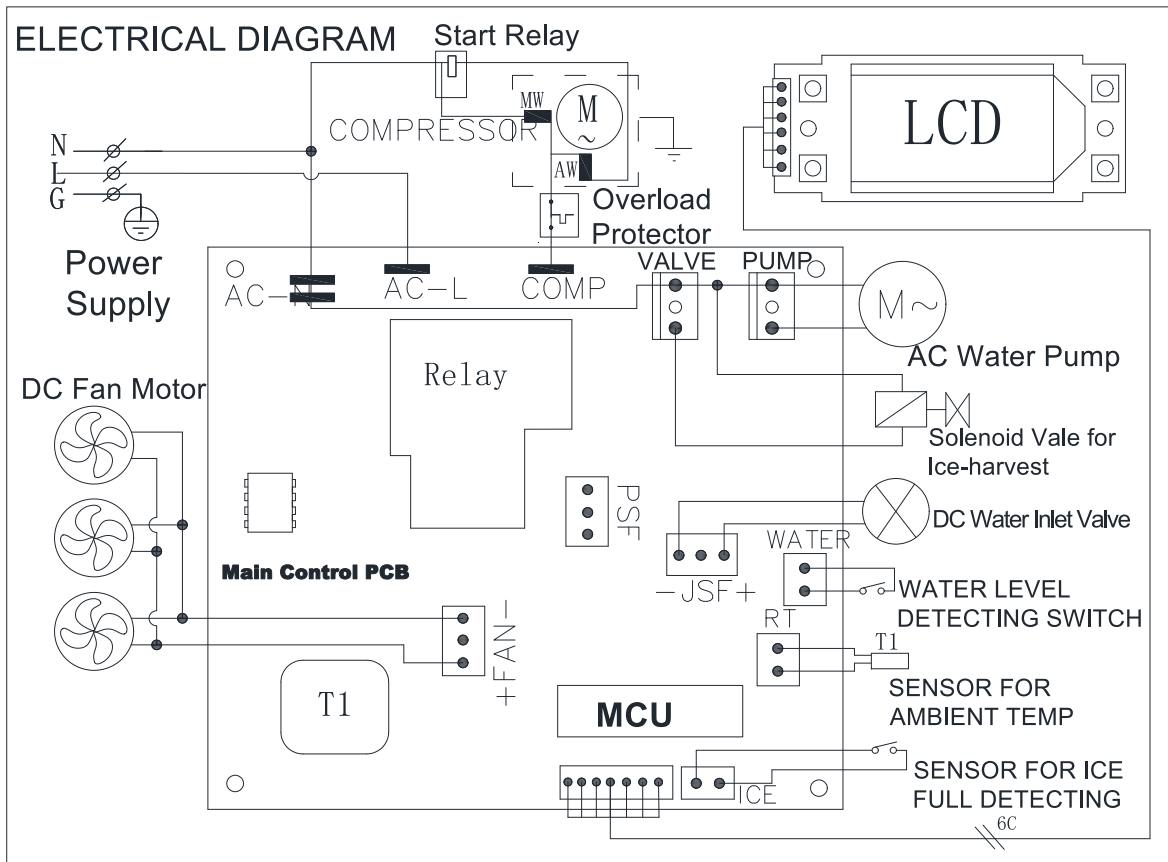 ELECTRICAL DIAGRAM
Start Relay
MW
M
~
COMPRESSOR
AW
LCD
N
L
G
Overload
Protector
Power
Supply
VALVE
PUMP
AC-N
AC-L
COMP
M~
AC Water Pump
Relay
DC Fan Motor
Solenoid Vale for
Ice-harvest
PSF
DC Water Inlet Valve
WATER
Main Control PCB
-JSF+
WATER LEVEL
DETECTING SWITCH
RT
T1
+FAN-
T1
SENSOR FOR
AMBIENT TEMP
MCU
SENSOR FOR ICE
FULL DETECTING
ICE
6C